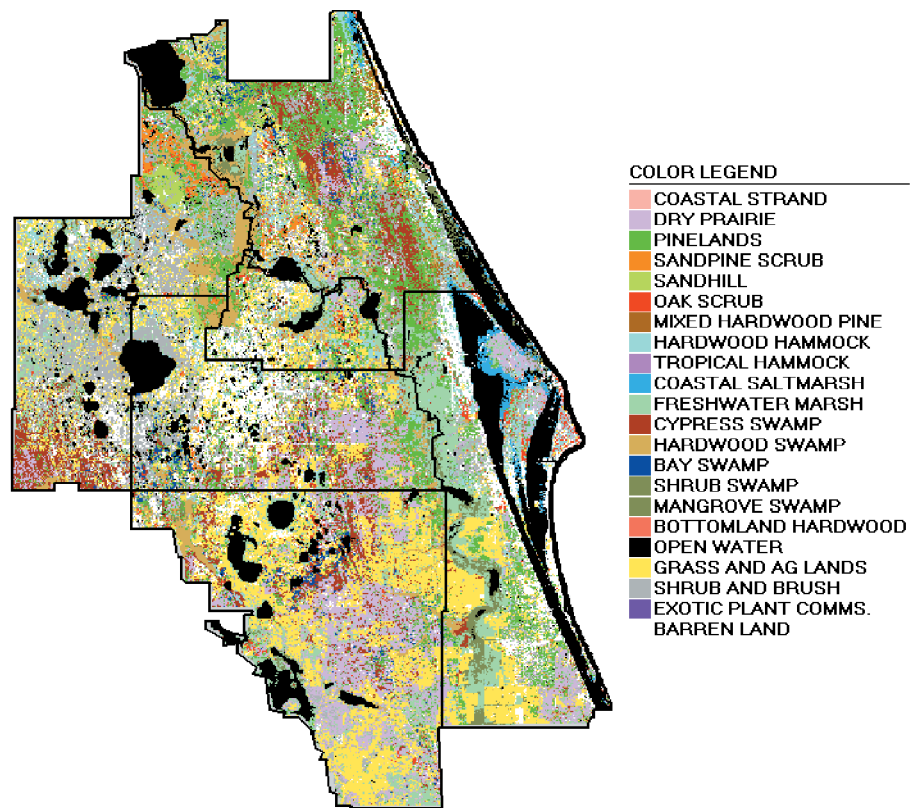 COLOR LEGEND
COASTAL STRAND
DRY PRAIRIE
PINELANDS
SANDPINE SCRUB
SANDHILL
OAK SCRUB
MIXED HARDWOOD PINE
HARDWOOD HAMMOCK
TROPICAL HAMMOCK
COASTAL SALTMARSH
FRESHWATER MARSH
CYPRESS SWAMP
HARDWOOD SWAMP
BAY SWAMP
SHRUB SWAMP
MANGROVE SWAMP
BOTTOMLAND HARDWOOD
OPEN WATER
GRASS AND AG LANDS
SHRUB AND BRUSH
EXOTIC PLANT COMMS.
BARREN LAND